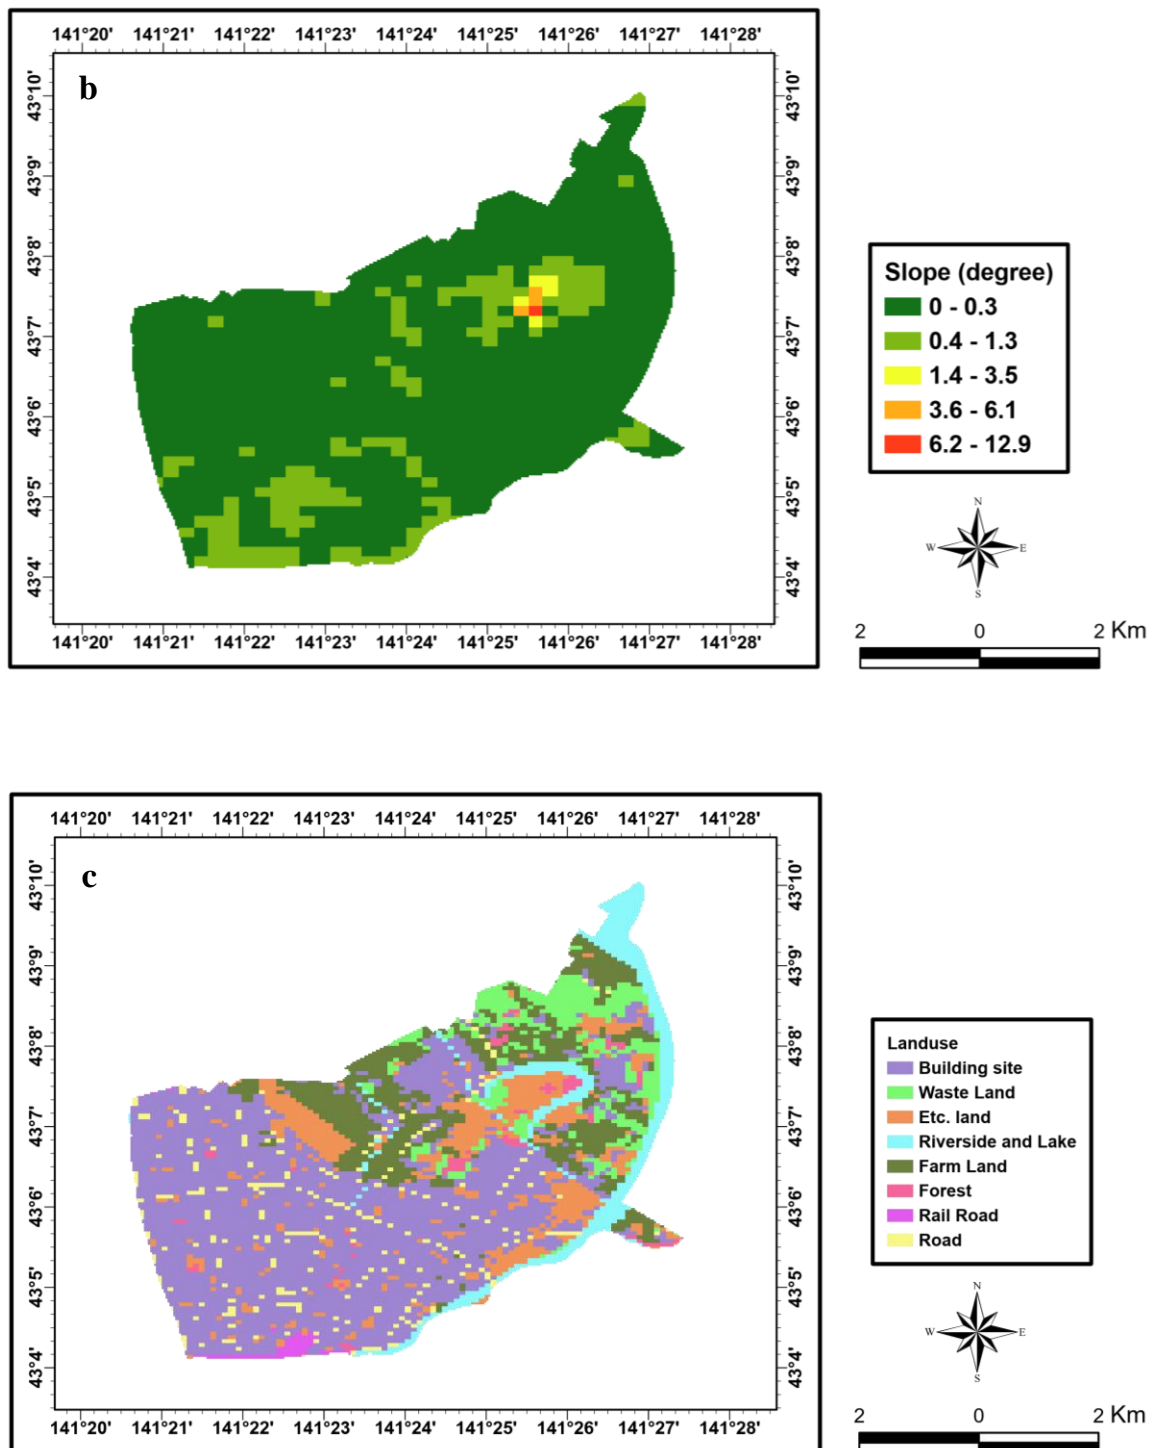 141°20' 141°21' 141°22' 141°23' 141°24' 141°25' 141°26' 141°27' 141°28'
b
43°10' 43°10'
43°9' 43°9'
43°8' 43°8'
43°7' 43°7'
43°6' 43°6'
43°5' 43°5'
43°4' 43°4'
141°20' 141°21' 141°22' 141°23' 141°24' 141°25' 141°26' 141°27' 141°28'
Slope (degree)
0 - 0.3
0.4 - 1.3
1.4 - 3.5
3.6 - 6.1
6.2 - 12.9
N
W E
S
2 0 2 Km
141°20' 141°21' 141°22' 141°23' 141°24' 141°25' 141°26' 141°27' 141°28'
c
43°10' 43°10'
43°9' 43°9'
43°8' 43°8'
43°7' 43°7'
43°6' 43°6'
43°5' 43°5'
43°4' 43°4'
141°20' 141°21' 141°22' 141°23' 141°24' 141°25' 141°26' 141°27' 141°28'
Landuse
Building site
Waste Land
Etc. land
Riverside and Lake
Farm Land
Forest
Rail Road
Road
N
W E
S
2 0 2 Km